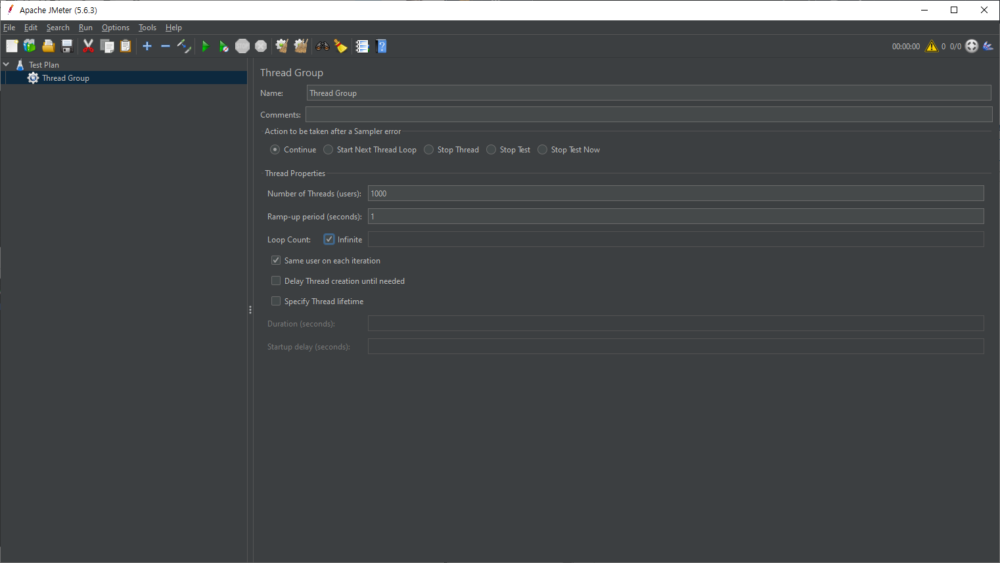 Apache JMeter (5.6.3)
File Edit Search Run Options Tools Help
STOP
?
00:00:00 0 0/0
Test Plan
Thread Group
Thread Group
Name: Thread Group
Comments:
Action to be taken after a Sampler error
Continue Start Next Thread Loop Stop Thread Stop Test Stop Test Now
Thread Properties
Number of Threads (users): 1000
Ramp-up period (seconds): 1
Loop Count: Infinite
Same user on each iteration
Delay Thread creation until needed
Specify Thread lifetime
Duration (seconds):
Startup delay (seconds):